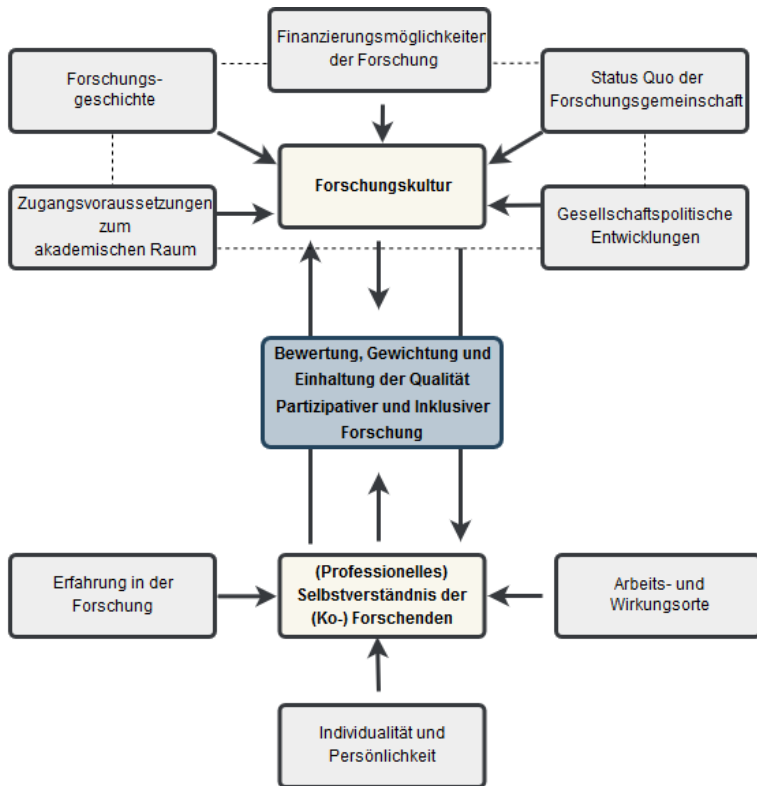 Finanzierungsmöglichkeiten
der Forschung
Forschungs-
geschichte
Status Quo der
Forschungsgemeinschaft
Forschungskultur
Zugangsvoraussetzungen
zum
akademischen Raum
Gesellschaftspolitische
Entwicklungen
Bewertung, Gewichtung und
Einhaltung der Qualität
Partizipativer und Inklusiver
Forschung
Erfahrung in der
Forschung
(Professionelles)
Selbstverständnis der
(Ko-) Forschenden
Arbeits- und
Wirkungsorte
Individualität und
Persönlichkeit